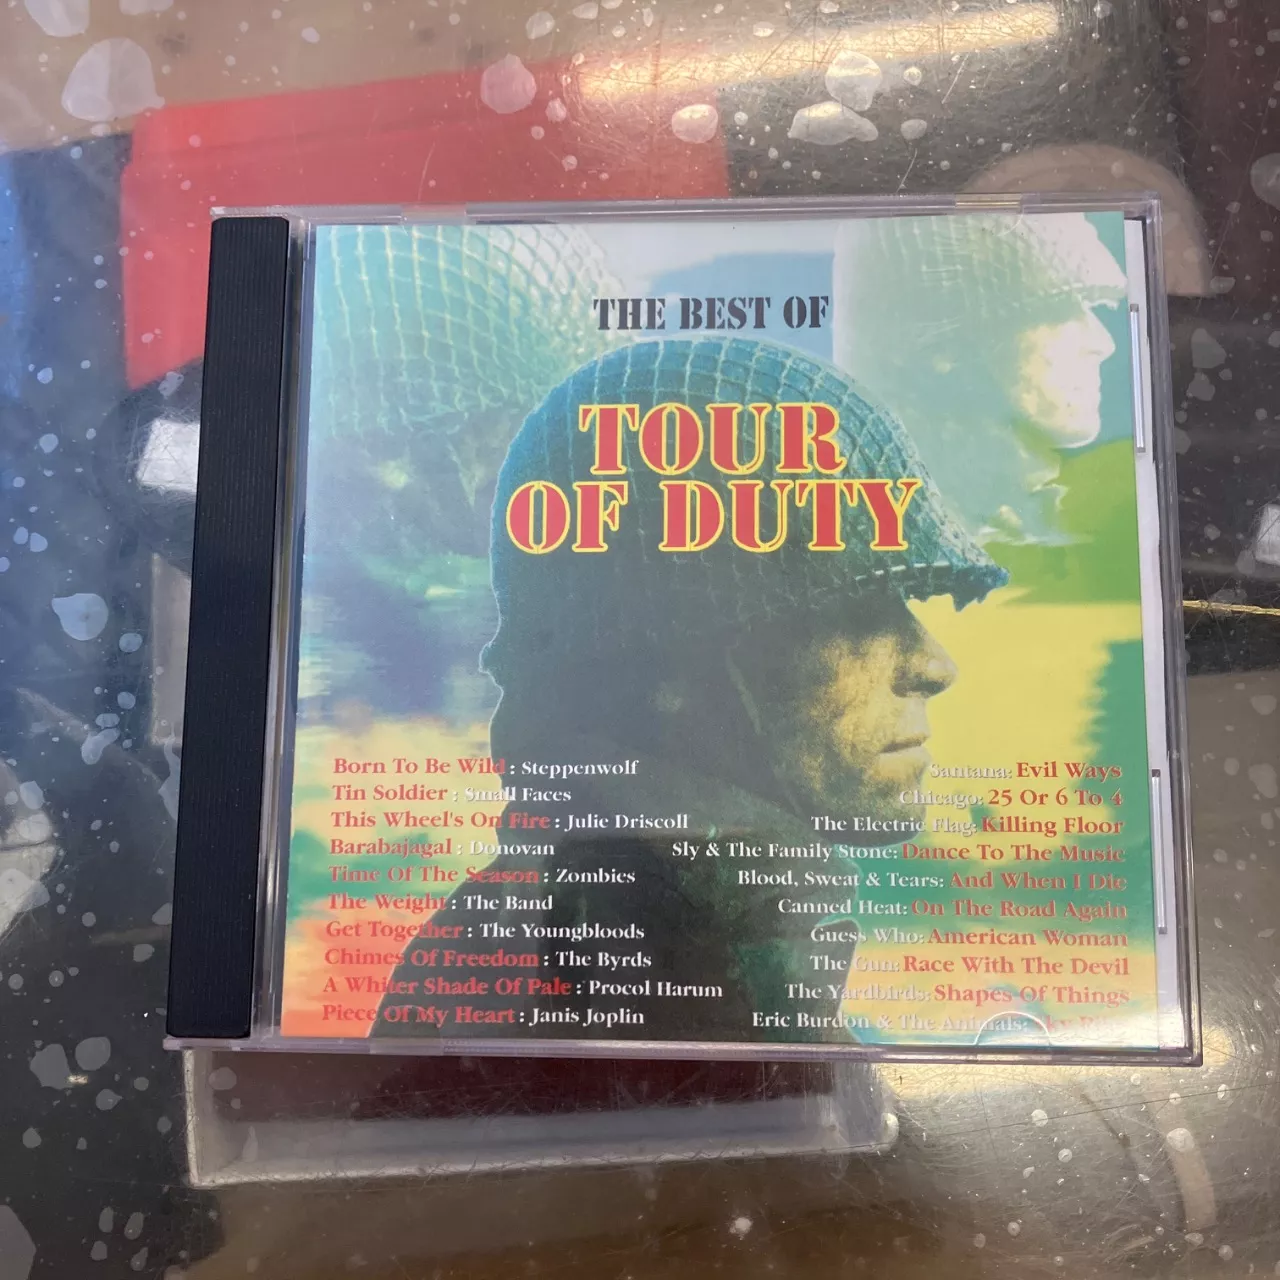 THE BEST OF
TOUR
OF DUTY
Born To Be Wild : Steppenwolf
Tin Soldier : Small Faces
This Wheel's On Fire : Julie Driscoll
Barabajagal : Donovan
Time Of The Season : Zombies
The Weight : The Band
Get Together : The Youngbloods
Chimes Of Freedom : The Byrds
A Whiter Shade Of Pale : Procol Harum
Piece Of My Heart : Janis Joplin
Santana: Evil Ways
Chicago: 25 Or 6 To 4
The Electric Flag: Killing Floor
Sly & The Family Stone: Dance To The Music
Blood, Sweat & Tears: And When I Die
Canned Heat: On The Road Again
Guess Who: American Woman
The Gun: Race With The Devil
The Yardbirds: Shapes Of Things
Eric Burdon & The Animals: